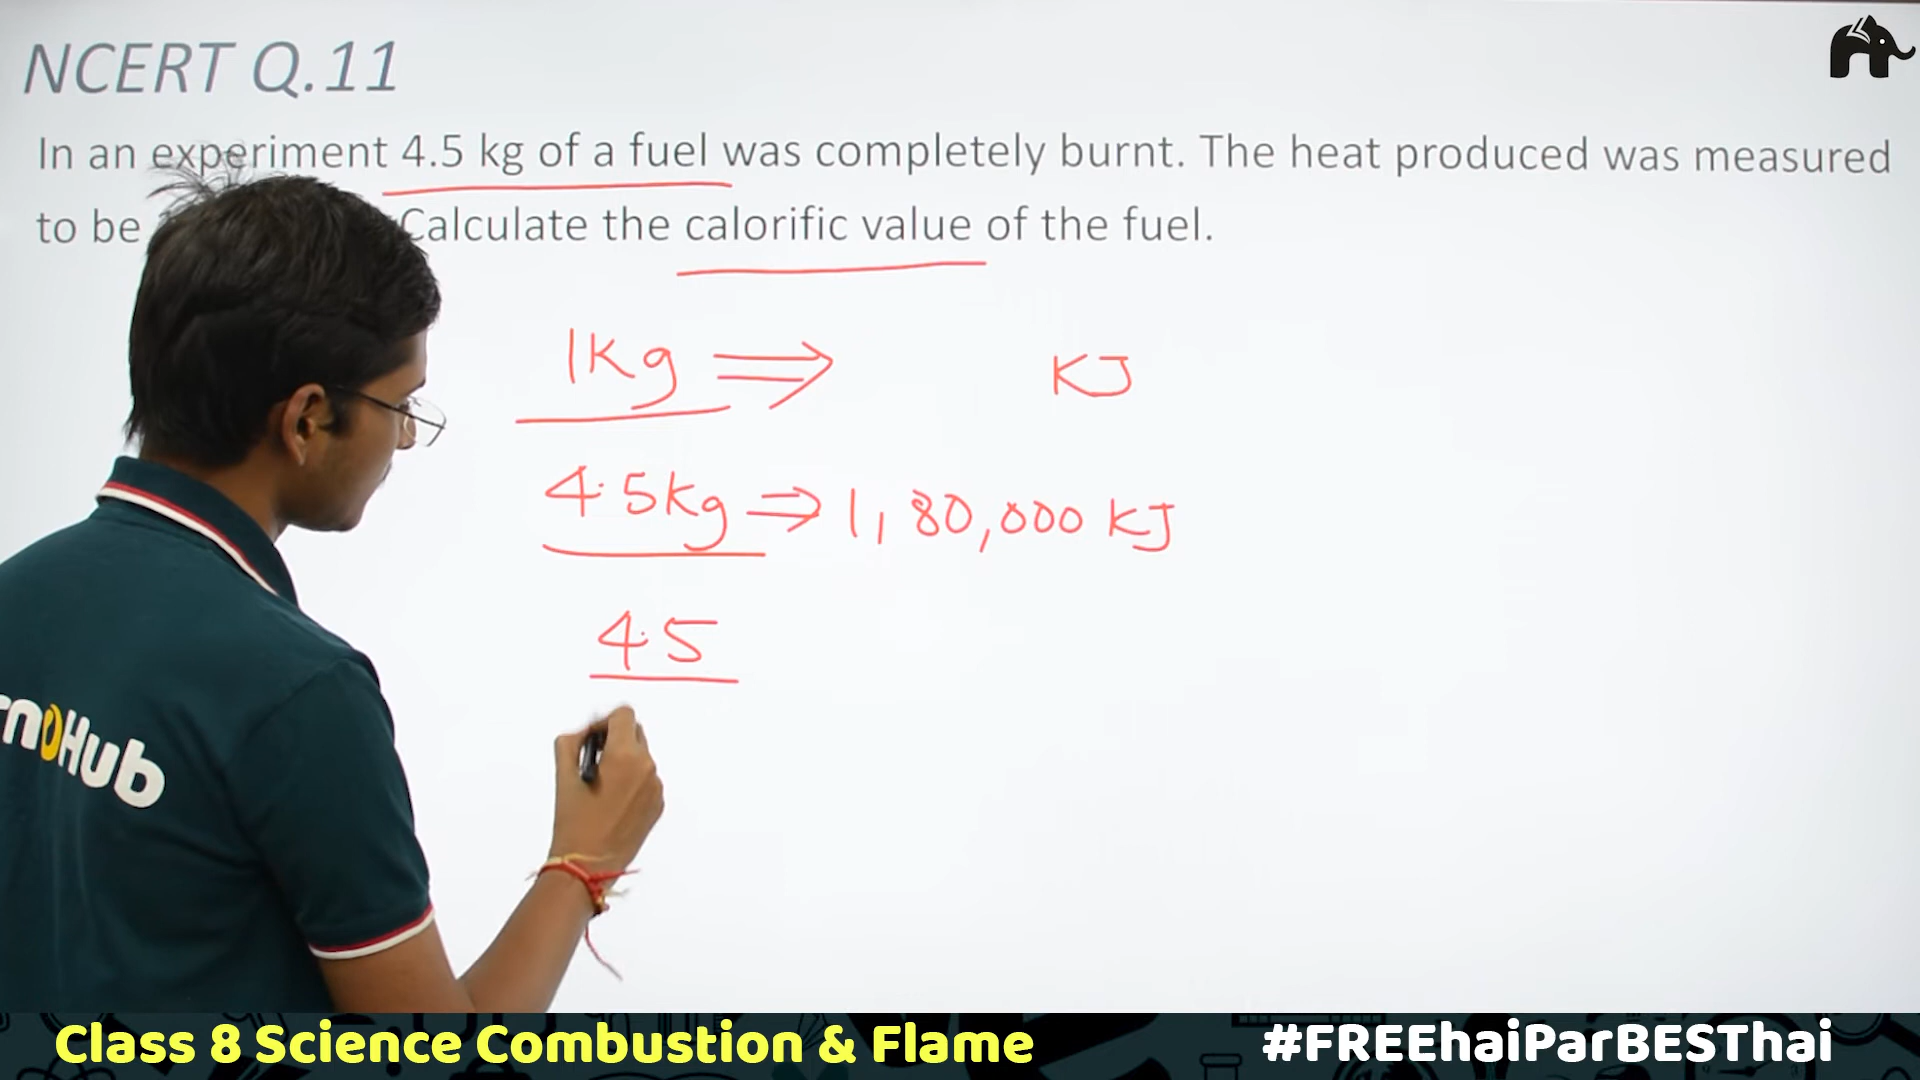 NCERT Q.11
In an experiment 4.5 kg of a fuel was completely burnt. The heat produced was measured
to be Calculate the calorific value of the fuel.
1Kg ⇒ KJ
4.5kg ⇒ 1,80,000 KJ
4.5
rnoHub
Class 8 Science Combustion & Flame
#FREEhaiParBESThai